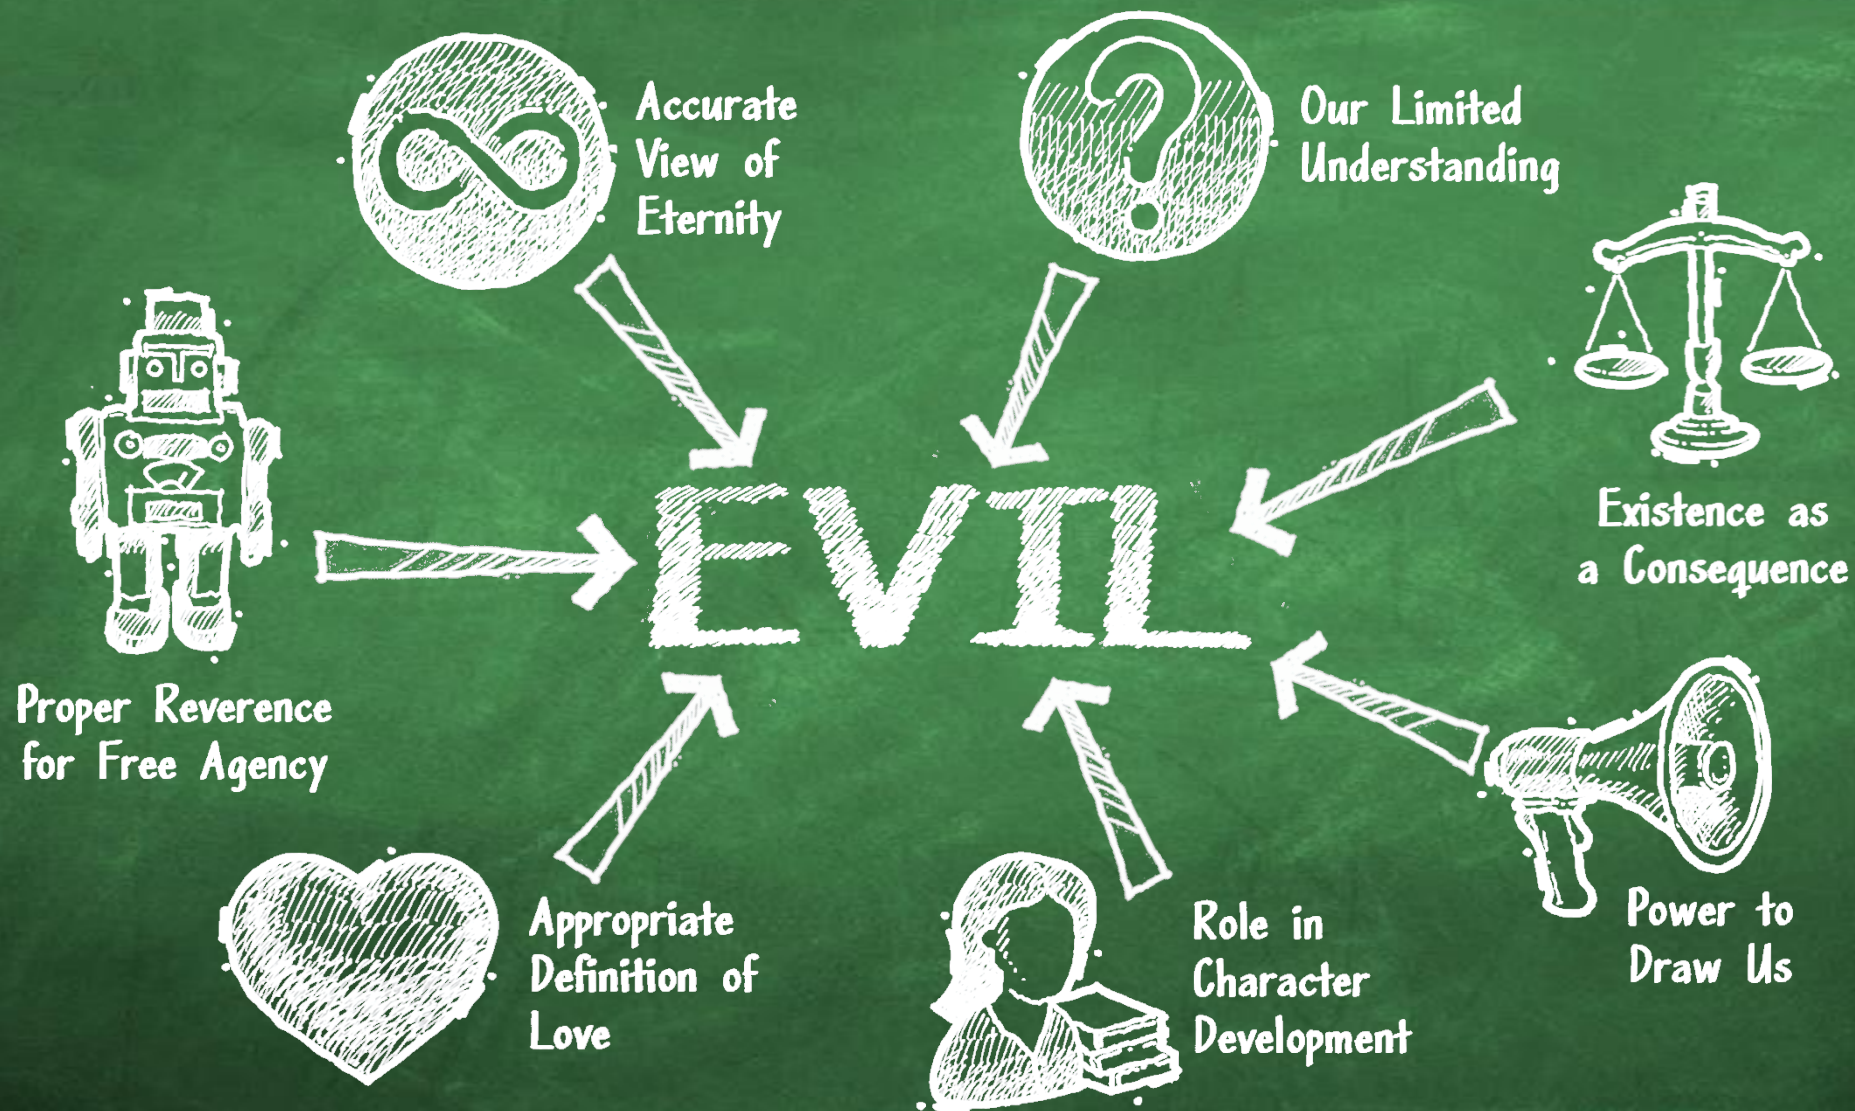 Accurate
View of
Eternity
Our Limited
Understanding
Existence as
a Consequence
Proper Reverence
for Free Agency
EVIL
Power to
Draw Us
Appropriate
Definition of
Love
Role in
Character
Development